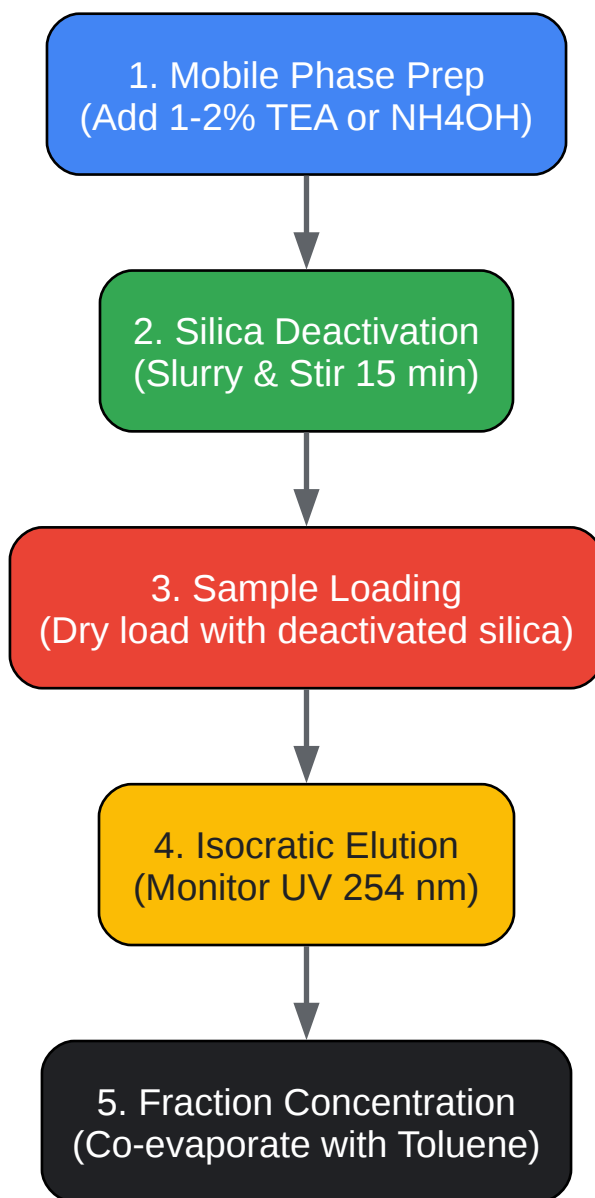 1. Mobile Phase Prep
(Add 1-2% TEA or NH4OH)
2. Silica Deactivation
(Slurry & Stir 15 min)
3. Sample Loading
(Dry load with deactivated silica)
4. Isocratic Elution
(Monitor UV 254 nm)
5. Fraction Concentration
(Co-evaporate with Toluene)